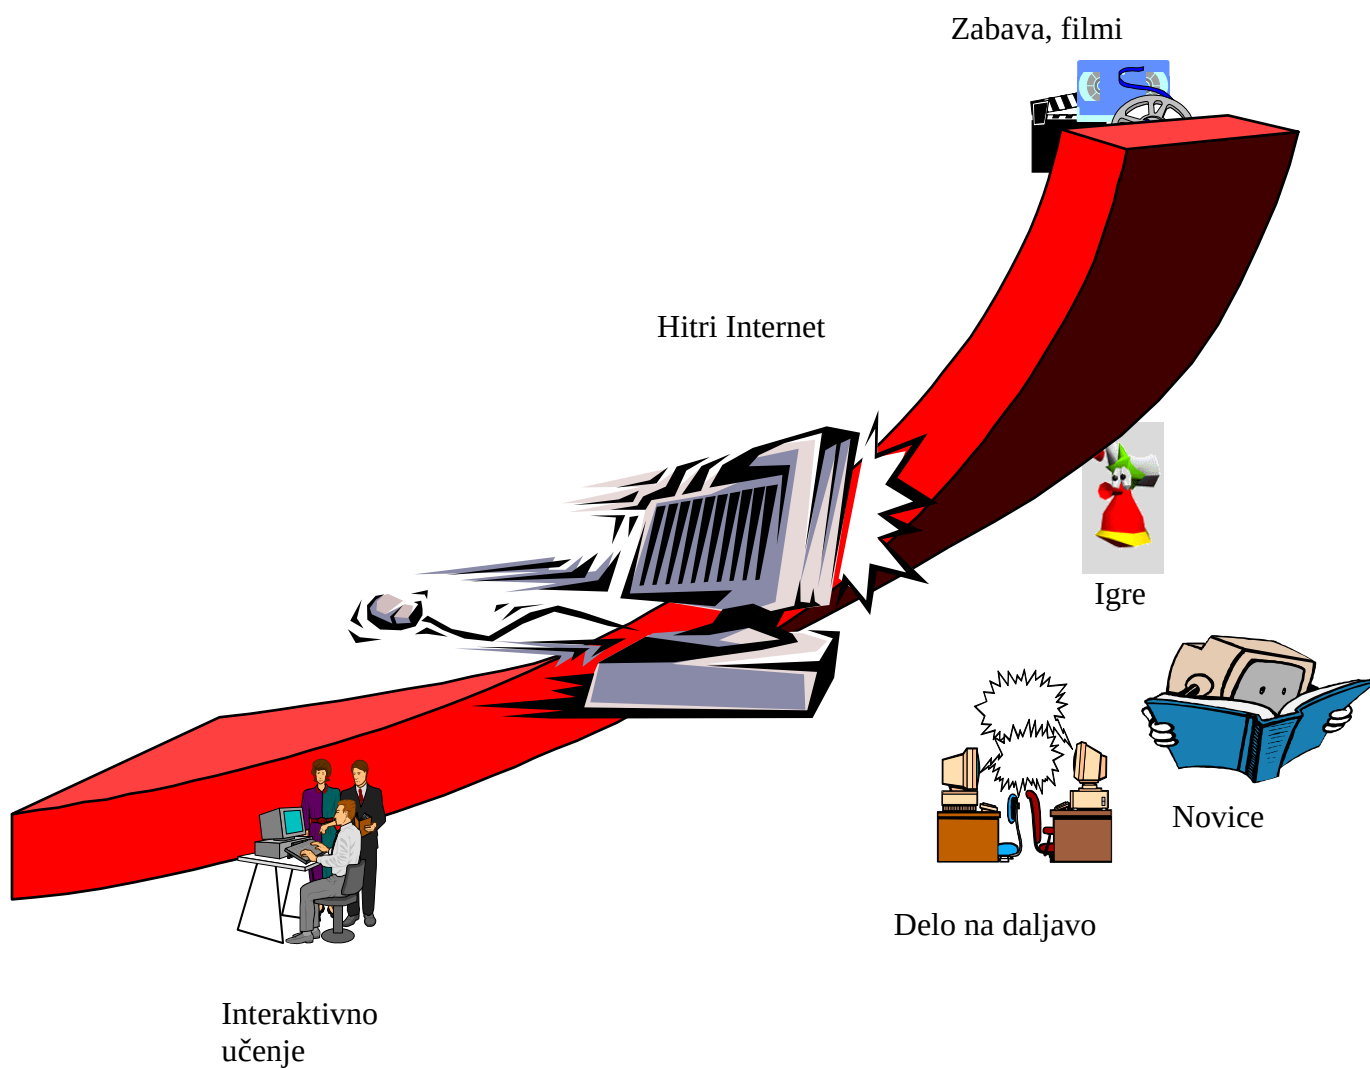 Zabava, filmi
Hitri Internet
Igre
Novice
Delo na daljavo
Interaktivno
učenje